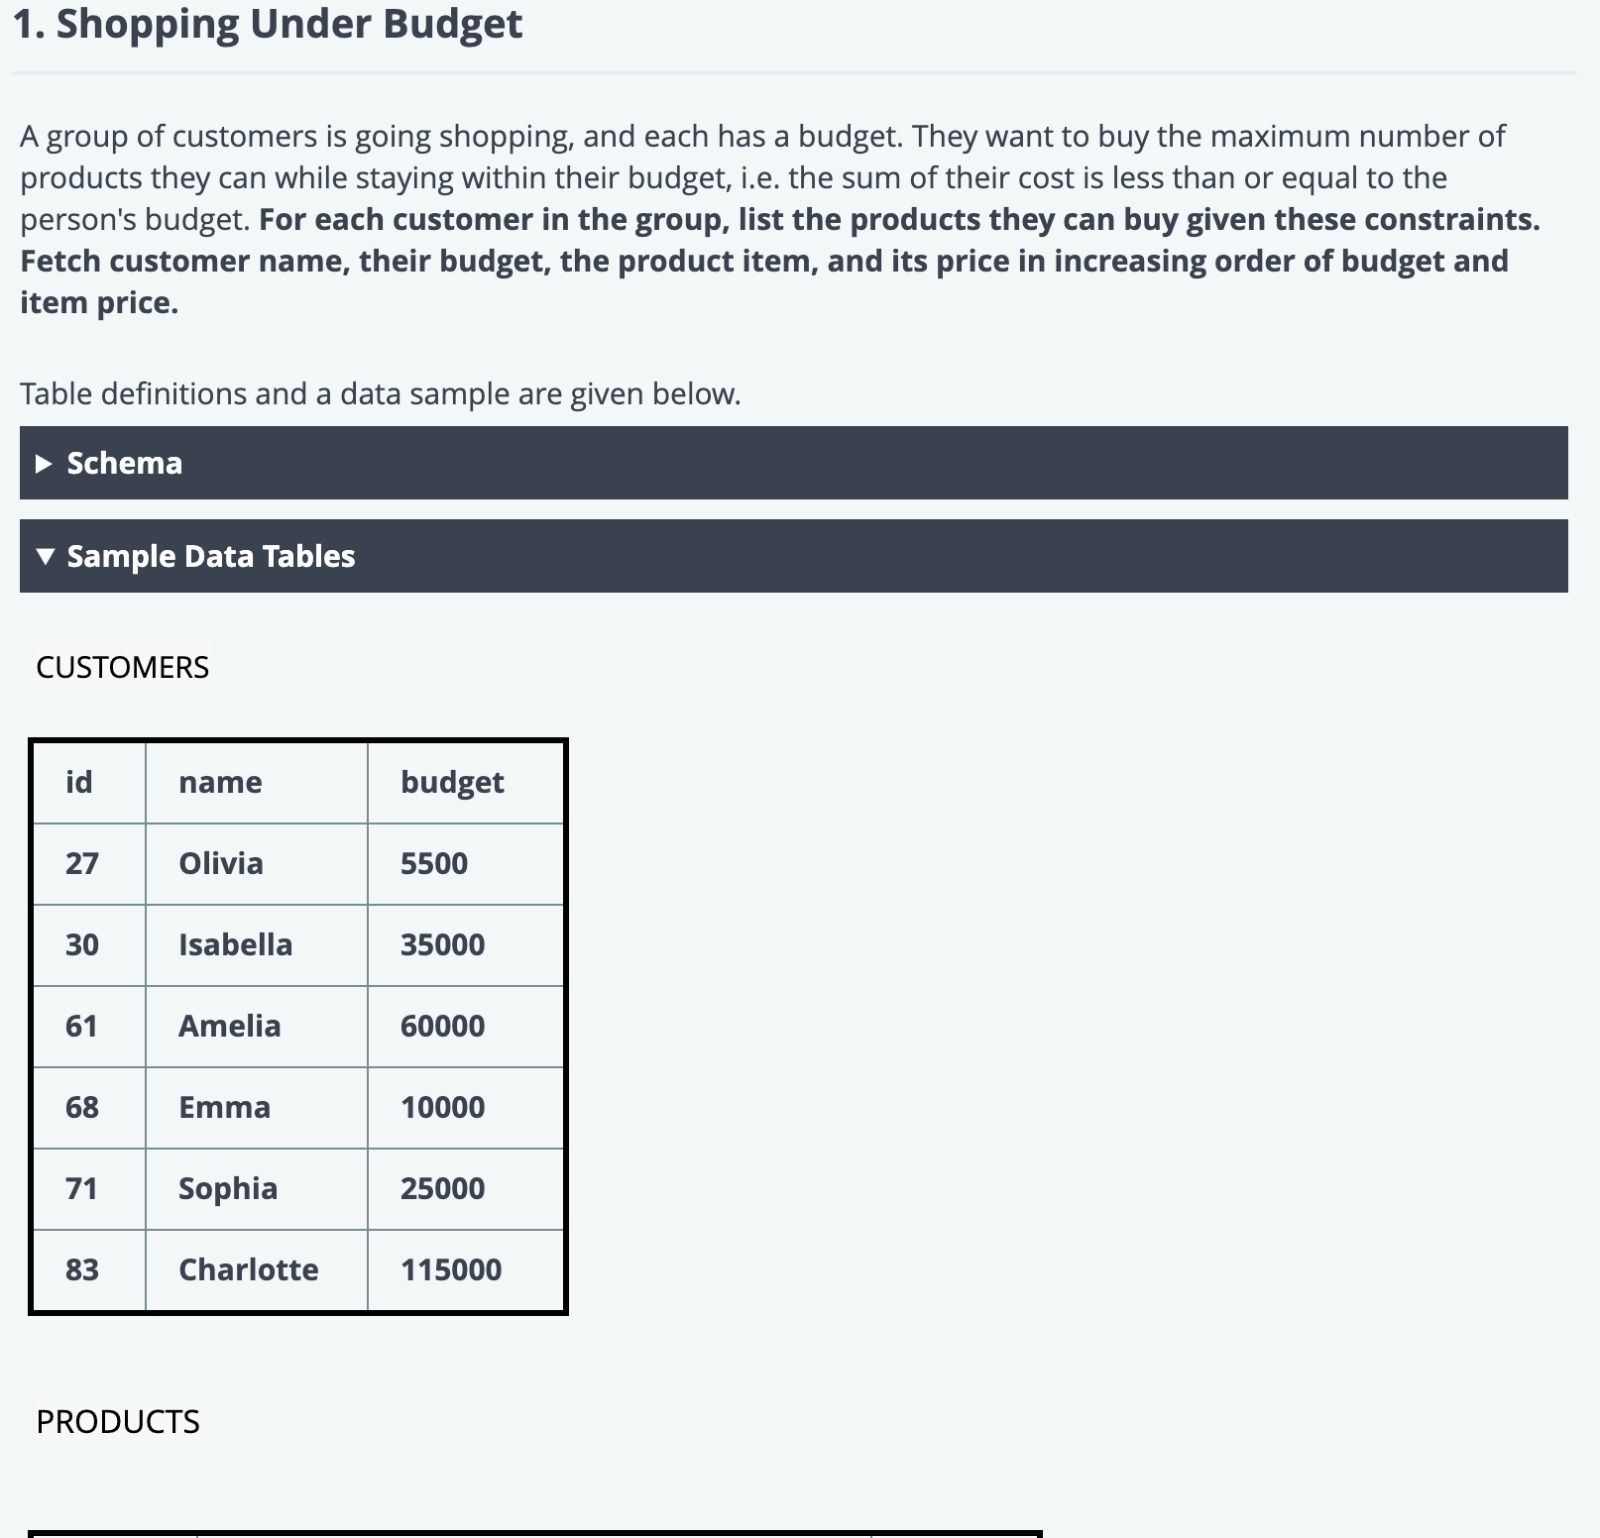 1. Shopping Under Budget
A group of customers is going shopping, and each has a budget. They want to buy the maximum number of
products they can while staying within their budget, i.e. the sum of their cost is less than or equal to the
person's budget. For each customer in the group, list the products they can buy given these constraints.
Fetch customer name, their budget, the product item, and its price in increasing order of budget and
item price.
Table definitions and a data sample are given below.
Schema
Sample Data Tables
CUSTOMERS
id name budget
27 Olivia 5500
30 Isabella 35000
61 Amelia 60000
68 Emma 10000
71 Sophia 25000
83 Charlotte 115000
PRODUCTS